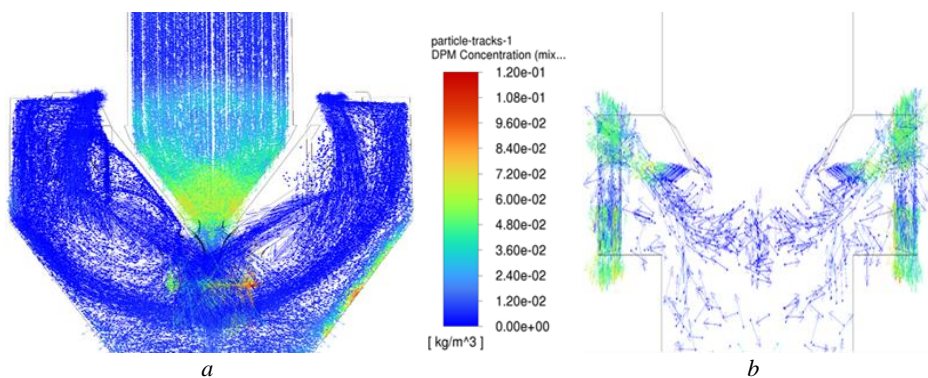 particle-tracks-1
DPM Concentration (mix...
1.20e-01
1.08e-01
9.60e-02
8.40e-02
7.20e-02
6.00e-02
4.80e-02
3.60e-02
2.40e-02
1.20e-02
0.00e+00
[ kg/m^3 ]
a
b